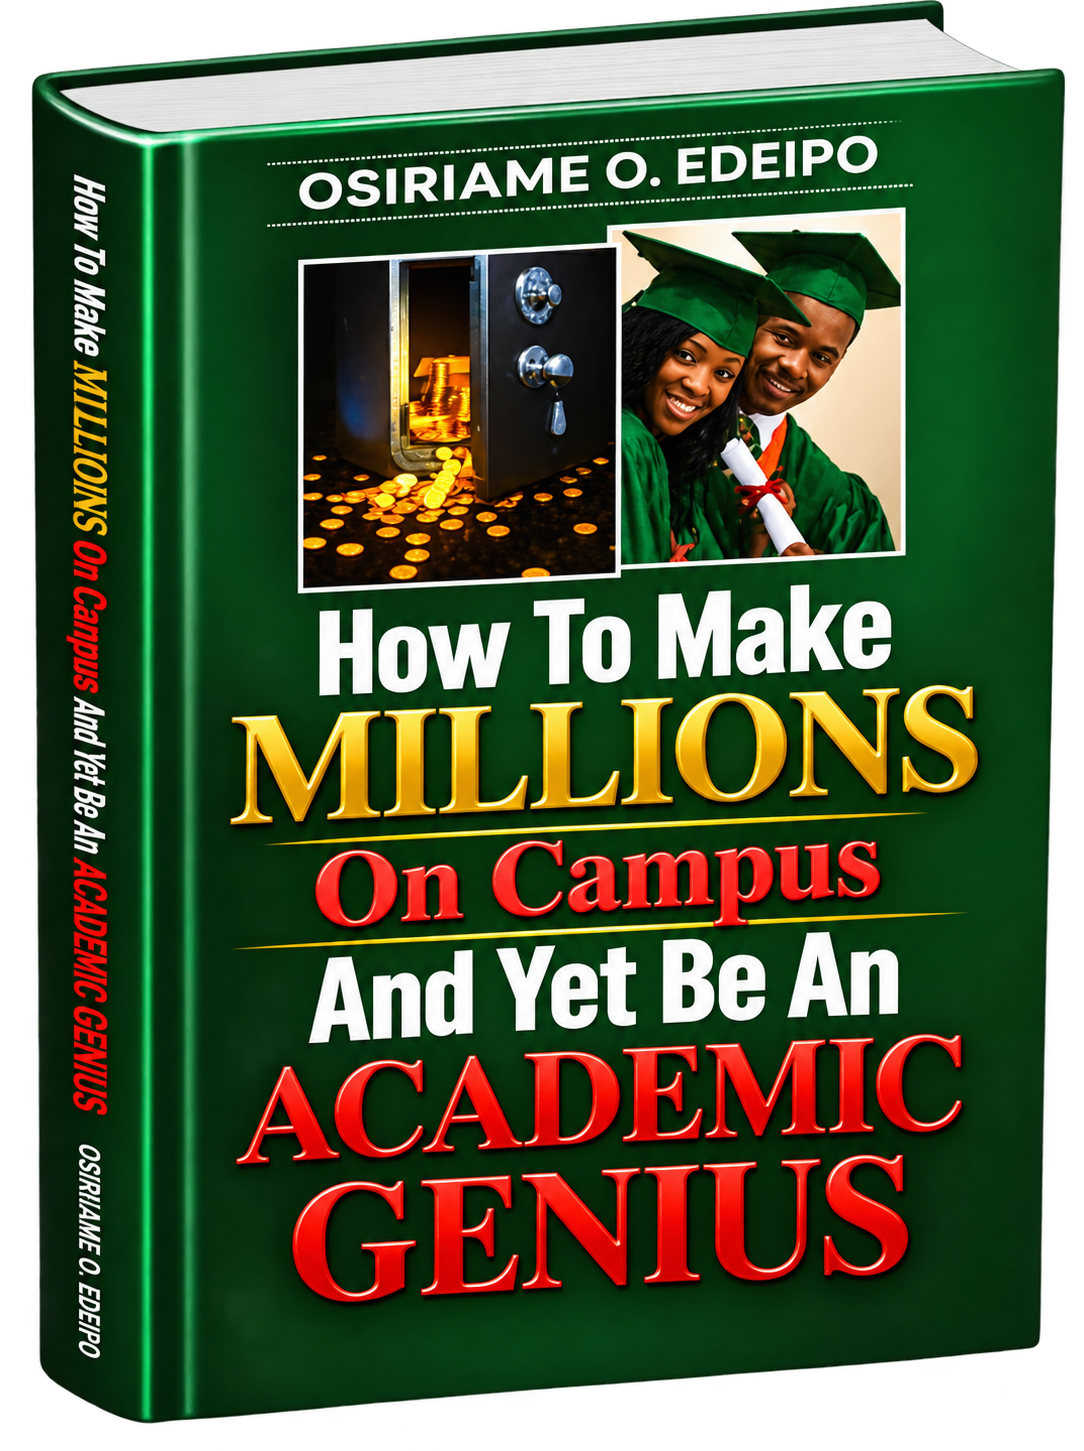 OSIRIAME O. EDEIPO
How To Make
MILLIONS
On Campus
And Yet Be An
ACADEMIC
GENIUS
How To Make MILLIONS On Campus And Yet Be An ACADEMIC GENIUS OSIRIAME O. EDEIPO